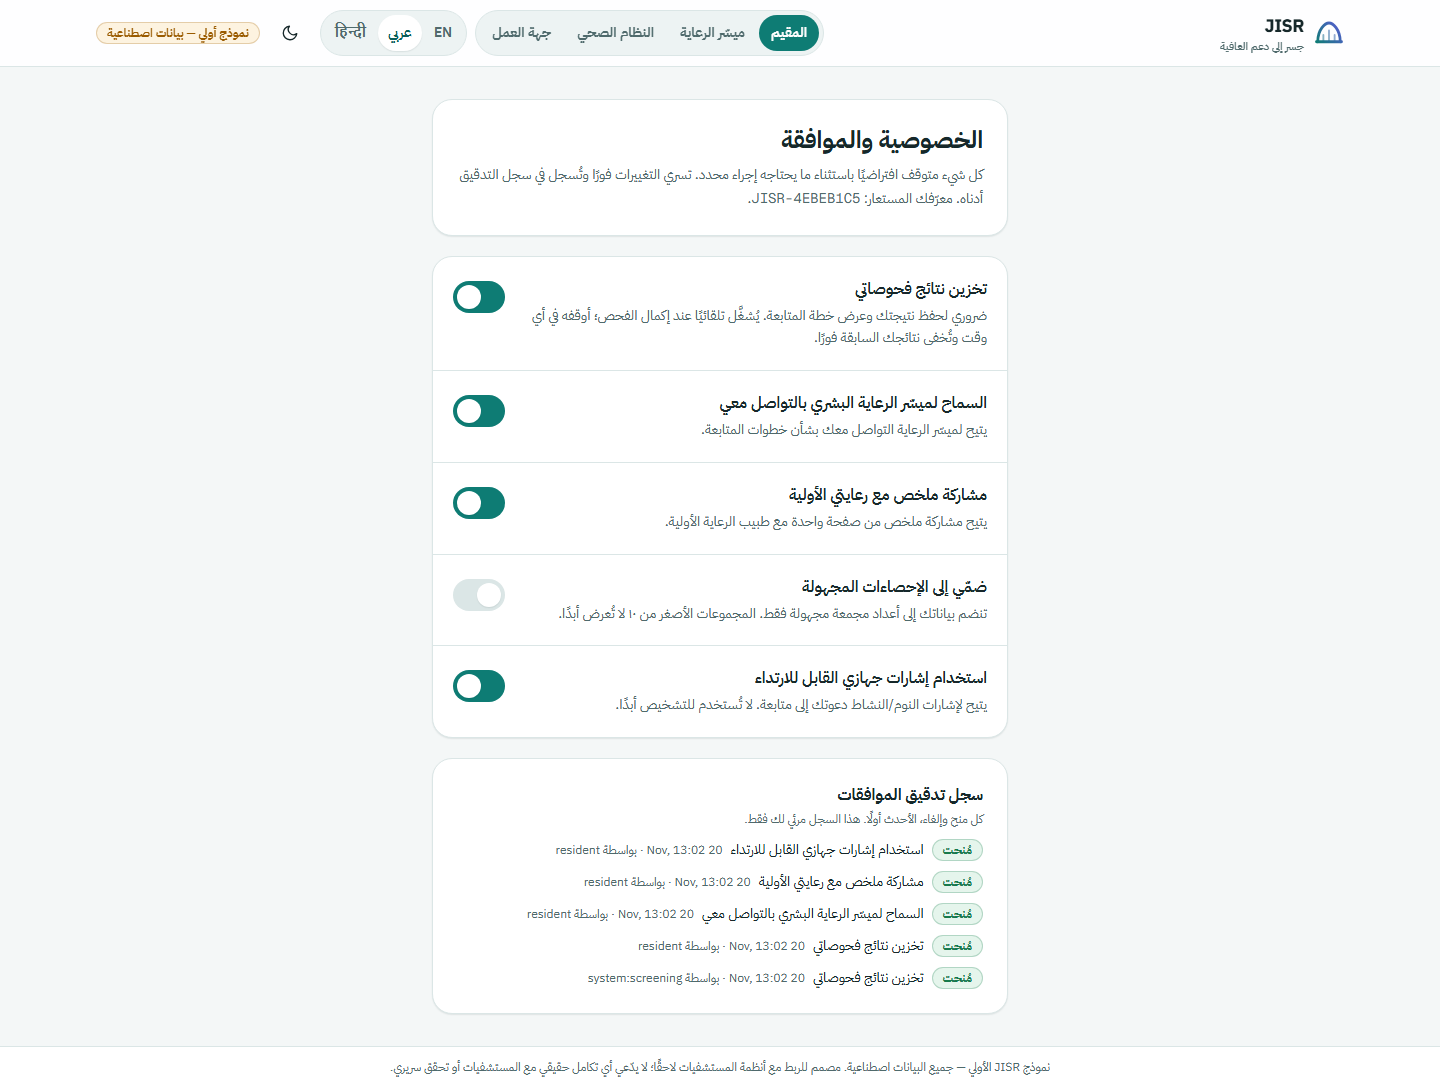 JISR
جسر إلى دعم العافية
المقيم
ميسّر الرعاية
النظام الصحي
جهة العمل
EN
عربي
हिन्दी
نموذج أولي — بيانات اصطناعية
الخصوصية والموافقة
كل شيء متوقف افتراضيًا باستثناء ما يحتاجه إجراء محدد. تسري التغييرات فورًا وتُسجل في سجل التدقيق
أدناه. معرّفك المستعار: JISR-4EBEB1C5.
تخزين نتائج فحوصاتي
ضروري لحفظ نتيجتك وعرض خطة المتابعة. يُشغَّل تلقائيًا عند إكمال الفحص؛ أوقفه في أي
وقت وتُخفى نتائجك السابقة فورًا.
السماح لميسّر الرعاية البشري بالتواصل معي
يتيح لميسّر الرعاية التواصل معك بشأن خطوات المتابعة.
مشاركة ملخص مع رعايتي الأولية
يتيح مشاركة ملخص من صفحة واحدة مع طبيب الرعاية الأولية.
ضمّي إلى الإحصاءات المجهولة
تنضم بياناتك إلى أعداد مجمعة مجهولة فقط. المجموعات الأصغر من ١٠ لا تُعرض أبدًا.
استخدام إشارات جهازي القابل للارتداء
يتيح لإشارات النوم/النشاط دعوتك إلى متابعة. لا تُستخدم للتشخيص أبدًا.
سجل تدقيق الموافقات
كل منح وإلغاء، الأحدث أولًا. هذا السجل مرئي لك فقط.
مُنحت استخدام إشارات جهازي القابل للارتداء 20 Nov, 13:02 · بواسطة resident
مُنحت مشاركة ملخص مع رعايتي الأولية 20 Nov, 13:02 · بواسطة resident
مُنحت السماح لميسّر الرعاية البشري بالتواصل معي 20 Nov, 13:02 · بواسطة resident
مُنحت تخزين نتائج فحوصاتي 20 Nov, 13:02 · بواسطة resident
مُنحت تخزين نتائج فحوصاتي 20 Nov, 13:02 · بواسطة system:screening
نموذج JISR الأولي — جميع البيانات اصطناعية. مصمم للربط مع أنظمة المستشفيات لاحقًا؛ لا يدّعي أي تكامل حقيقي مع المستشفيات أو تحقق سريري.